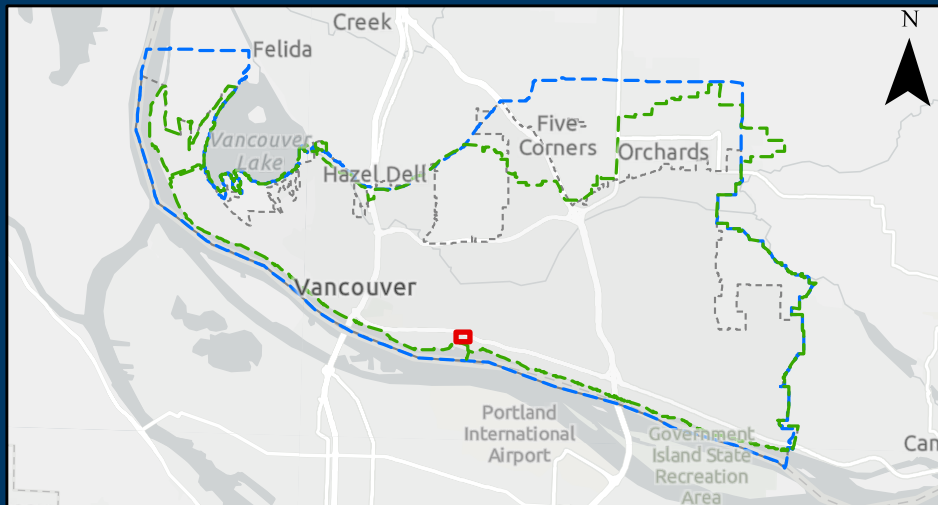 N
Creek
Felida
Vancouver
Lake
Five-
Corners
Orchards
Hazel Dell
Vancouver
Portland
International
Airport
Government
Island State
Recreation
Area
Cam